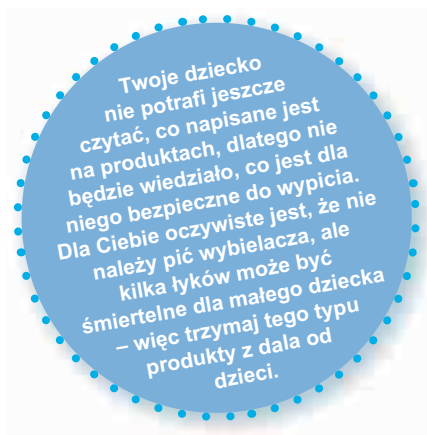 Twoje dziecko
nie potrafi jeszcze
czytać, co napisane jest
na produktach, dlatego nie
będzie wiedziało, co jest dla
niego bezpieczne do wypicia.
Dla Ciebie oczywiste jest, że nie
należy pić wybielacza, ale
kilka łyków może być
śmiertelne dla małego dziecka
– więc trzymaj tego typu
produkty z dala od
dzieci.